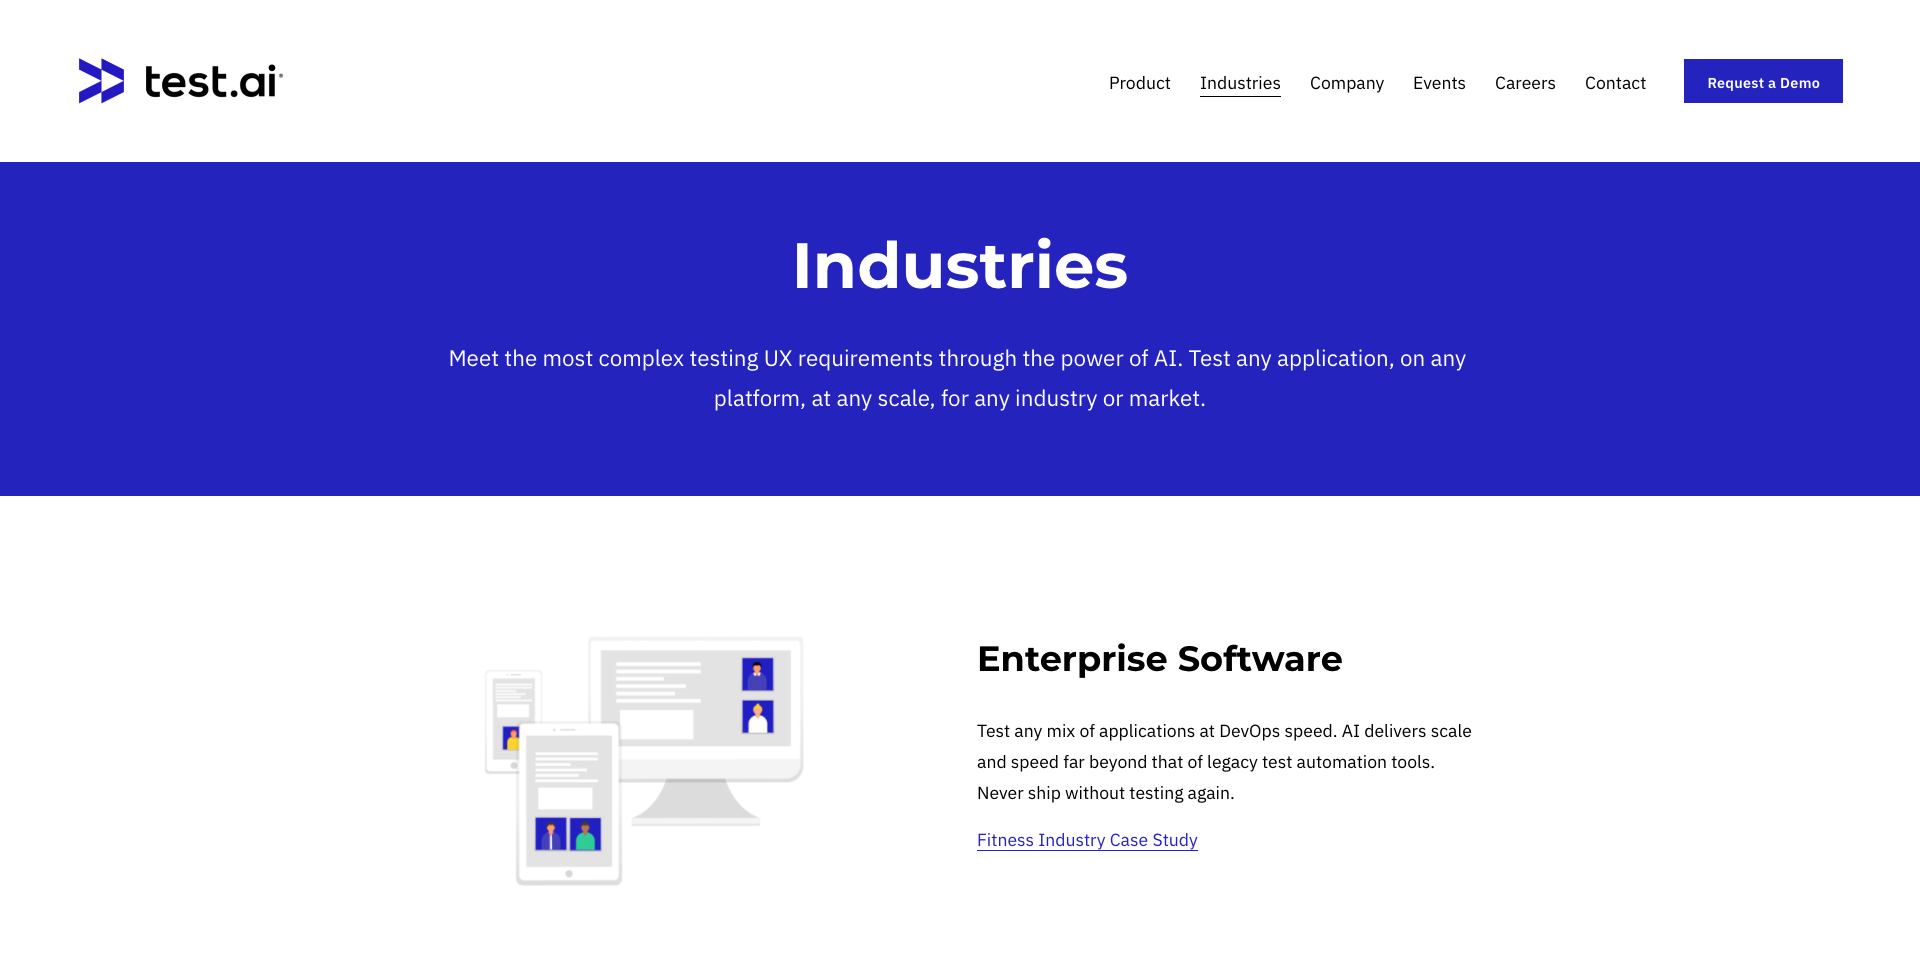 test.ai
Product Industries Company Events Careers Contact Request a Demo
Industries
Meet the most complex testing UX requirements through the power of AI. Test any application, on any
platform, at any scale, for any industry or market.
Enterprise Software
Test any mix of applications at DevOps speed. AI delivers scale
and speed far beyond that of legacy test automation tools.
Never ship without testing again.
Fitness Industry Case Study